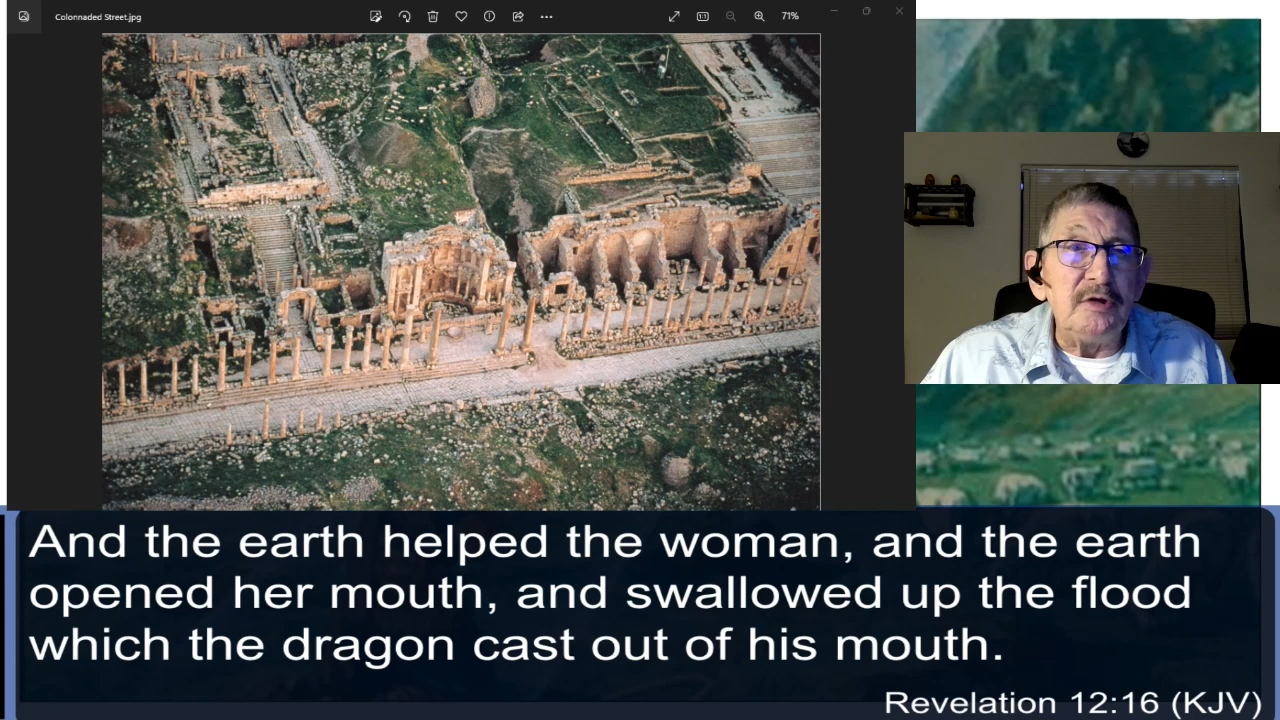 Colonnaded Street.jpg
71%
And the earth helped the woman, and the earth
opened her mouth, and swallowed up the flood
which the dragon cast out of his mouth.
Revelation 12:16 (KJV)